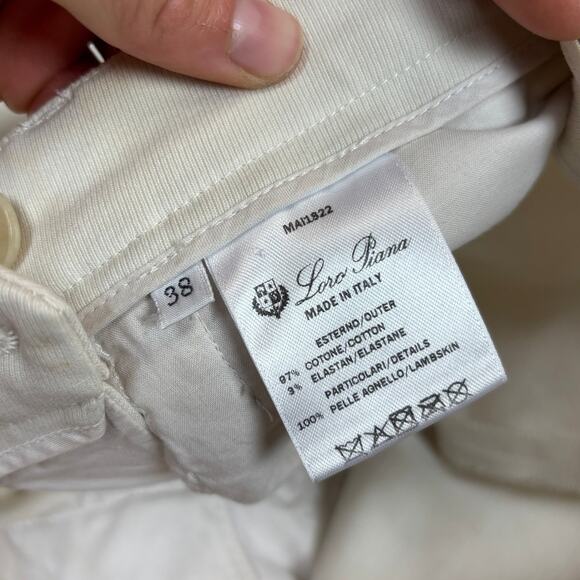 MAI1822
Loro Piana
MADE IN ITALY
38
ESTERNO/OUTER
97% COTONE/COTTON
3% ELASTAN/ELASTANE
PARTICOLARI/DETAILS
100% PELLE AGNELLO/LAMBSKIN